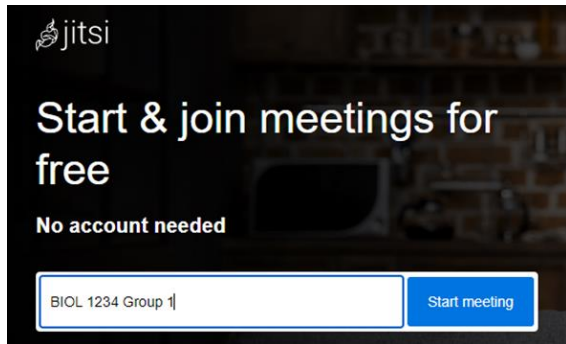 jitsi
Start & join meetings for
free
No account needed
BIOL 1234 Group 1
Start meeting